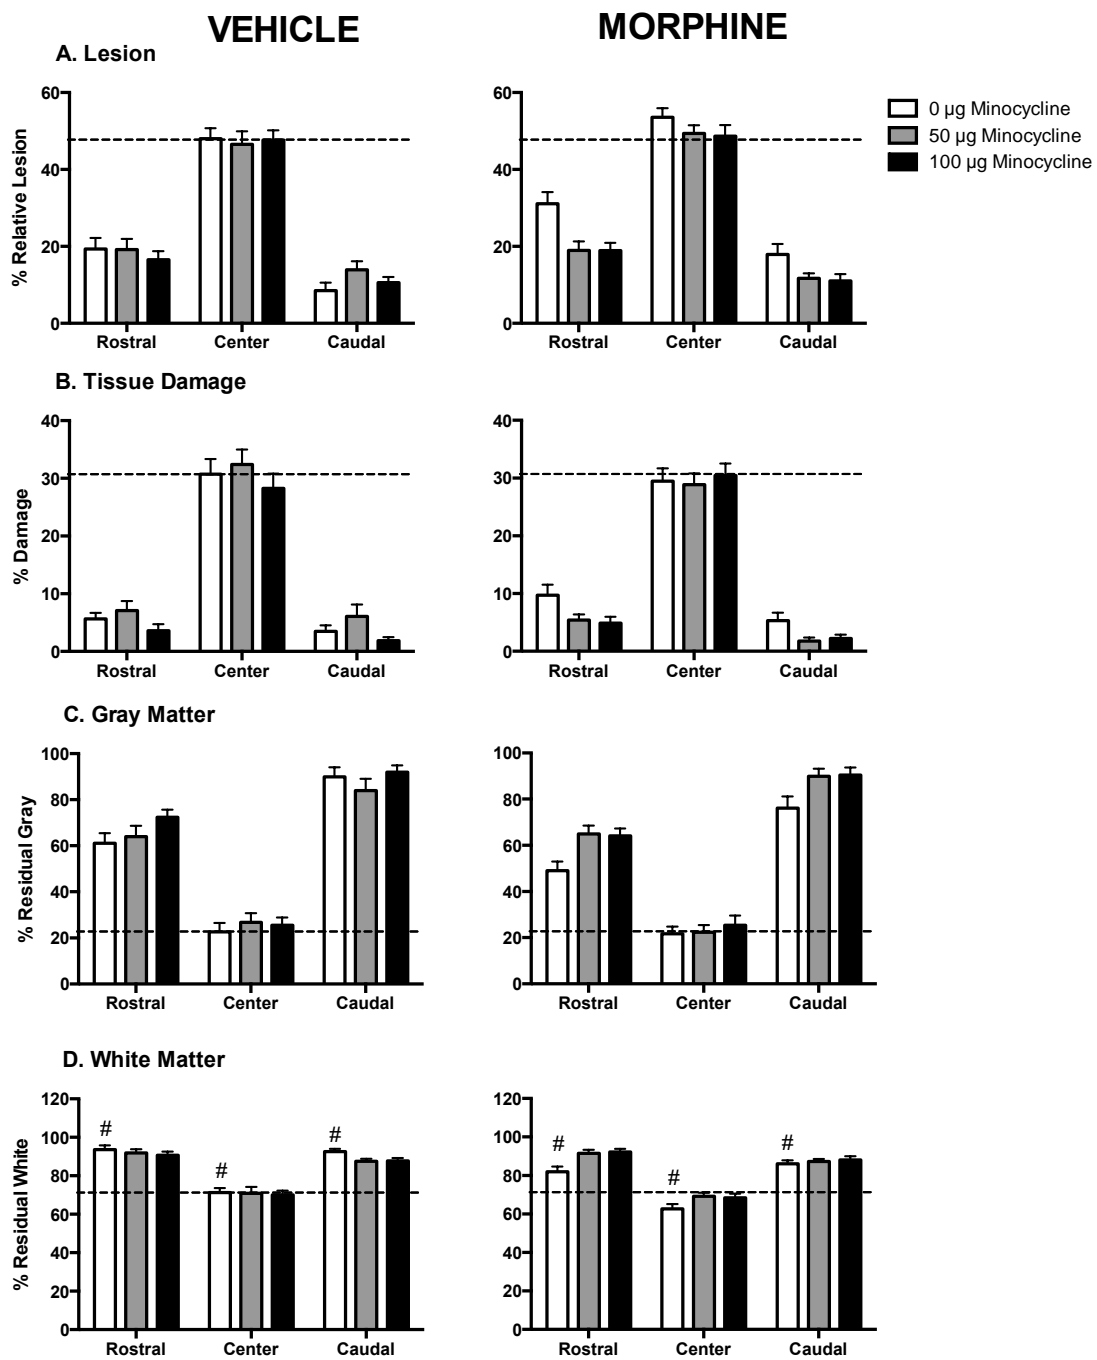 VEHICLE
MORPHINE
A. Lesion
60
40
20
0
% Relative Lesion
Rostral
Center
Caudal
60
40
20
0
Rostral
Center
Caudal
0 µg Minocycline
50 µg Minocycline
100 µg Minocycline
B. Tissue Damage
40
30
20
10
0
% Damage
Rostral
Center
Caudal
40
30
20
10
0
Rostral
Center
Caudal
C. Gray Matter
100
80
60
40
20
0
% Residual Gray
Rostral
Center
Caudal
100
80
60
40
20
0
Rostral
Center
Caudal
D. White Matter
120
100
80
60
40
20
0
% Residual White
#
#
#
Rostral
Center
Caudal
120
100
80
60
40
20
0
#
#
#
Rostral
Center
Caudal